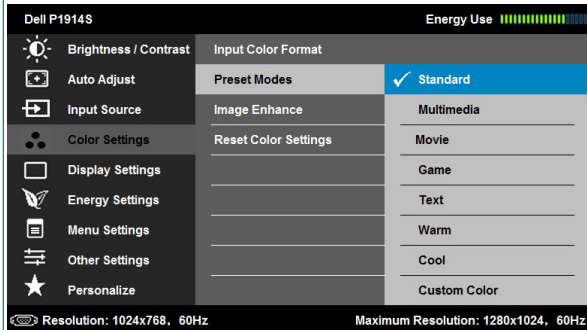 Dell P1914S Energy Use
Brightness / Contrast Input Color Format
Auto Adjust Preset Modes Standard
Input Source Image Enhance Multimedia
Color Settings Reset Color Settings Movie
Display Settings Game
Energy Settings Text
Menu Settings Warm
Other Settings Cool
Personalize Custom Color
Resolution: 1024x768, 60Hz Maximum Resolution: 1280x1024, 60Hz